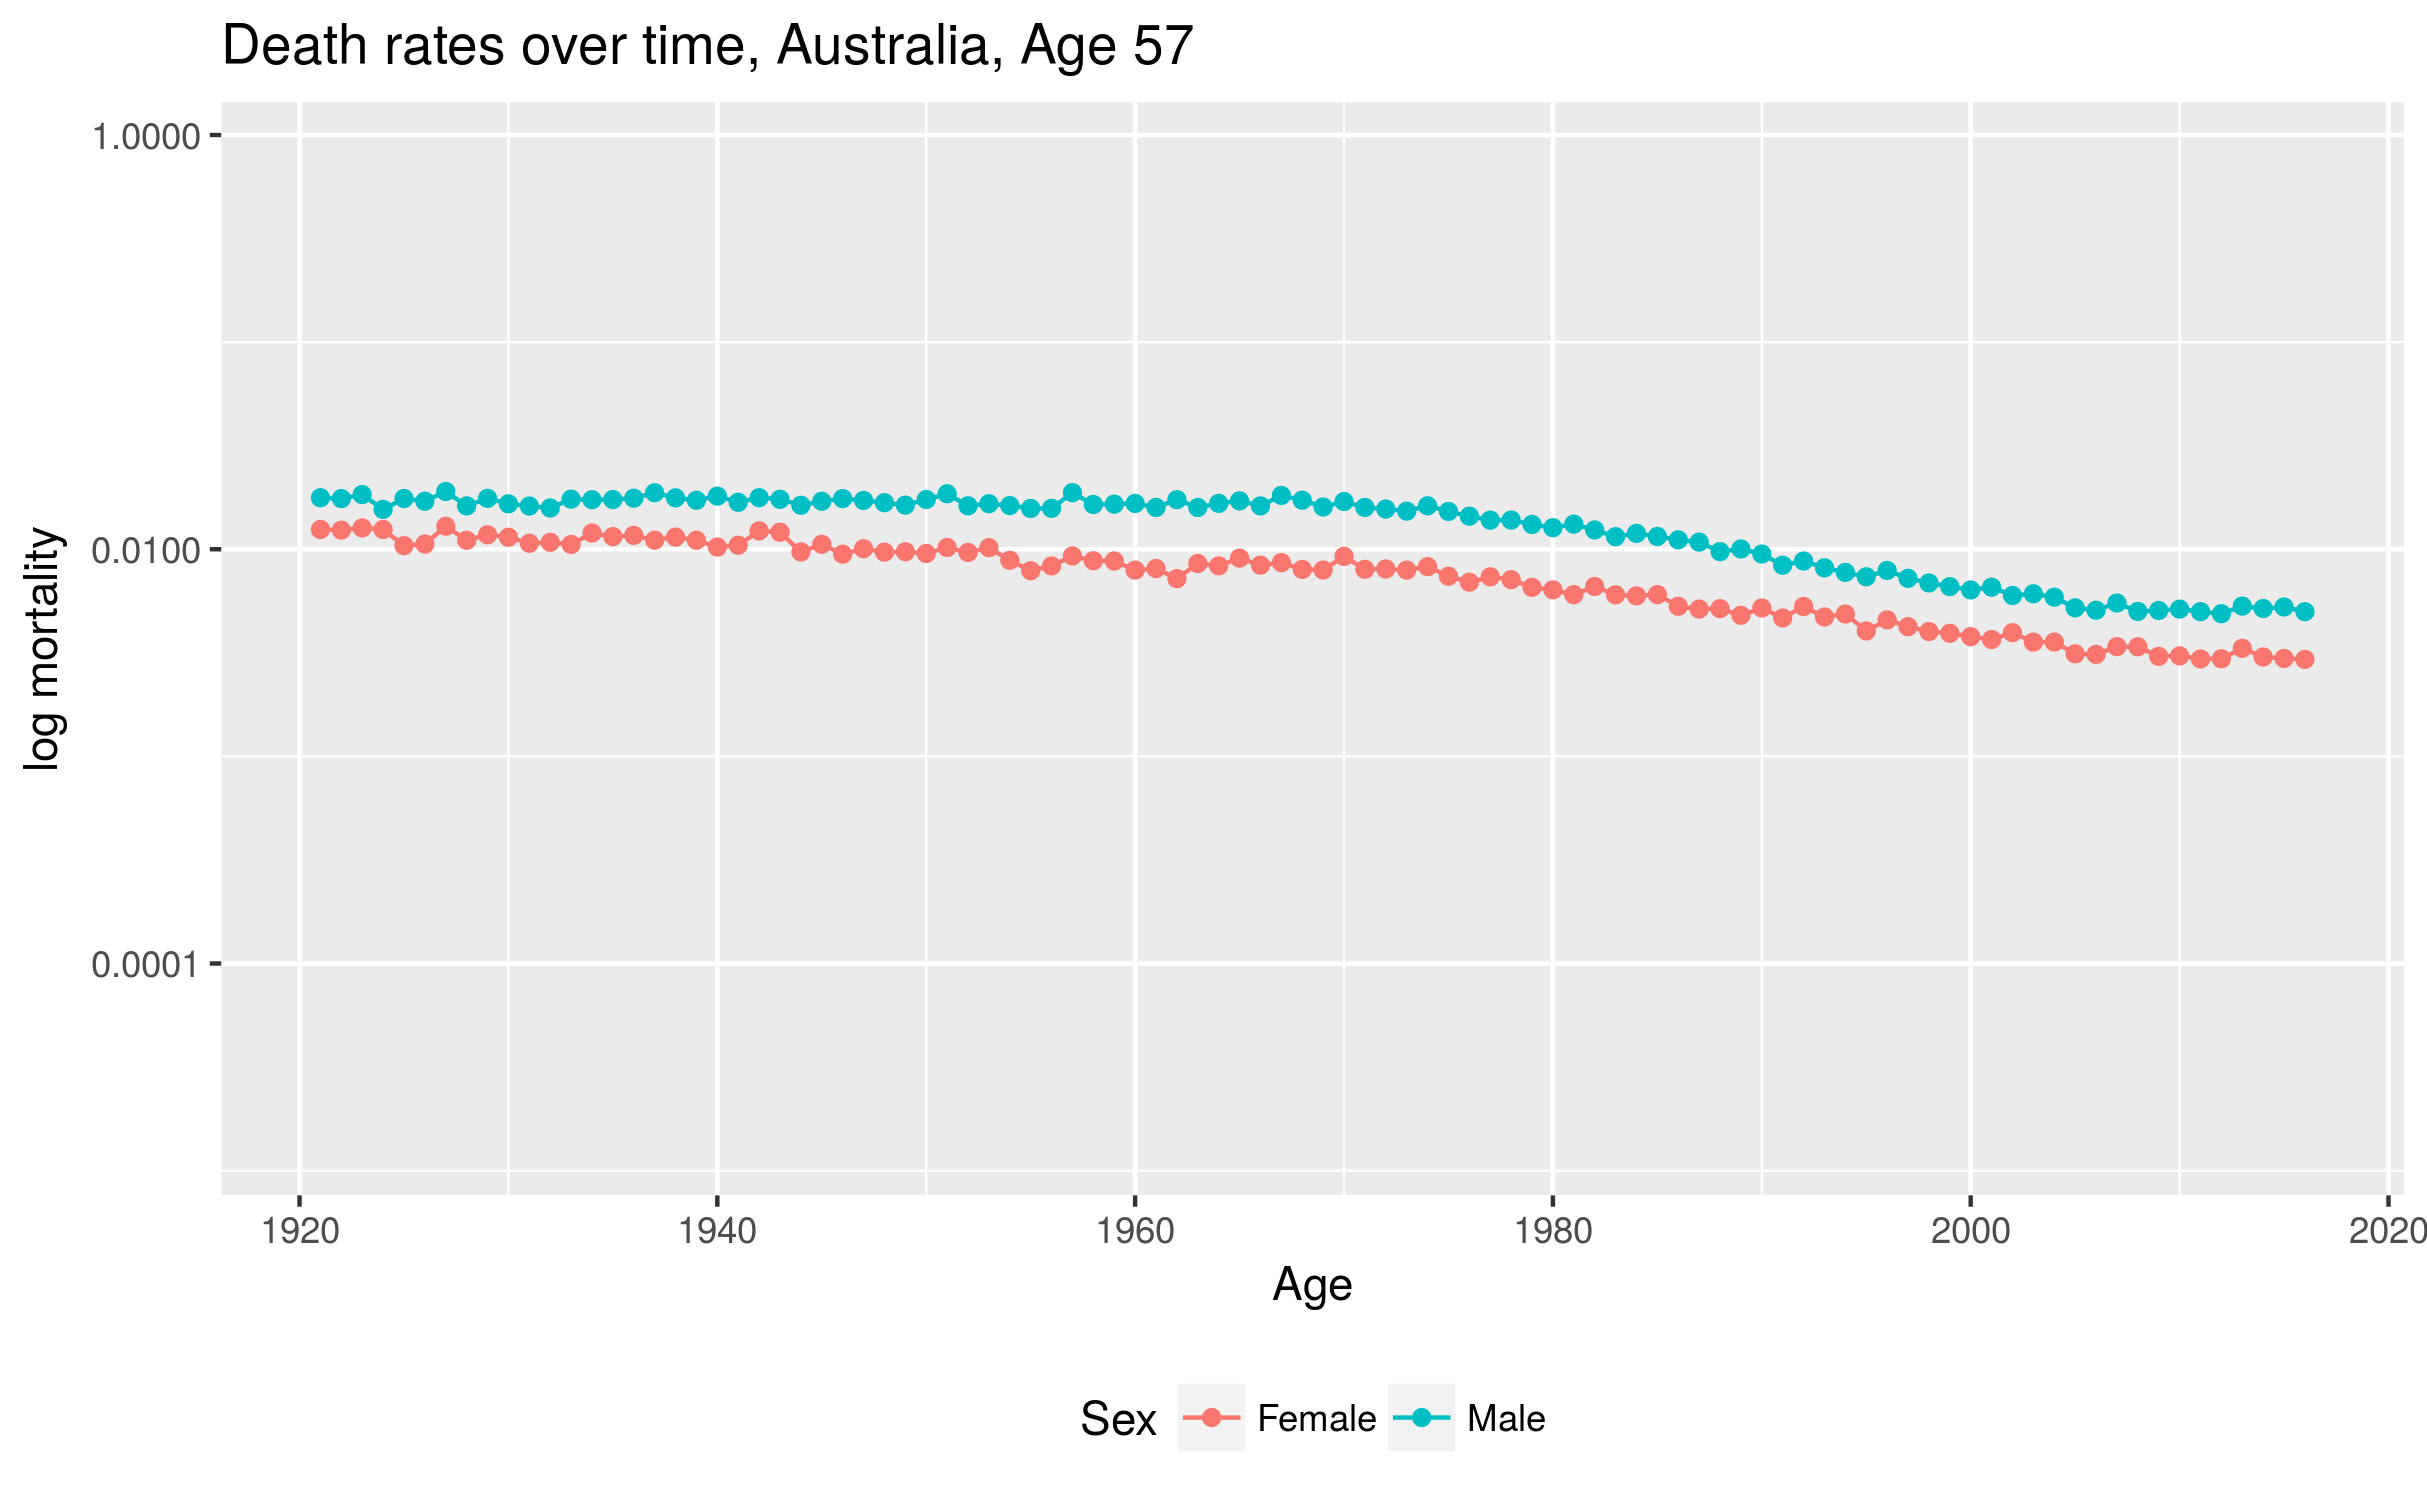 Death rates over time, Australia, Age 57
1.0000
0.0100
0.0001
log mortality
1920 1940 1960 1980 2000 2020
Age
Sex Female Male